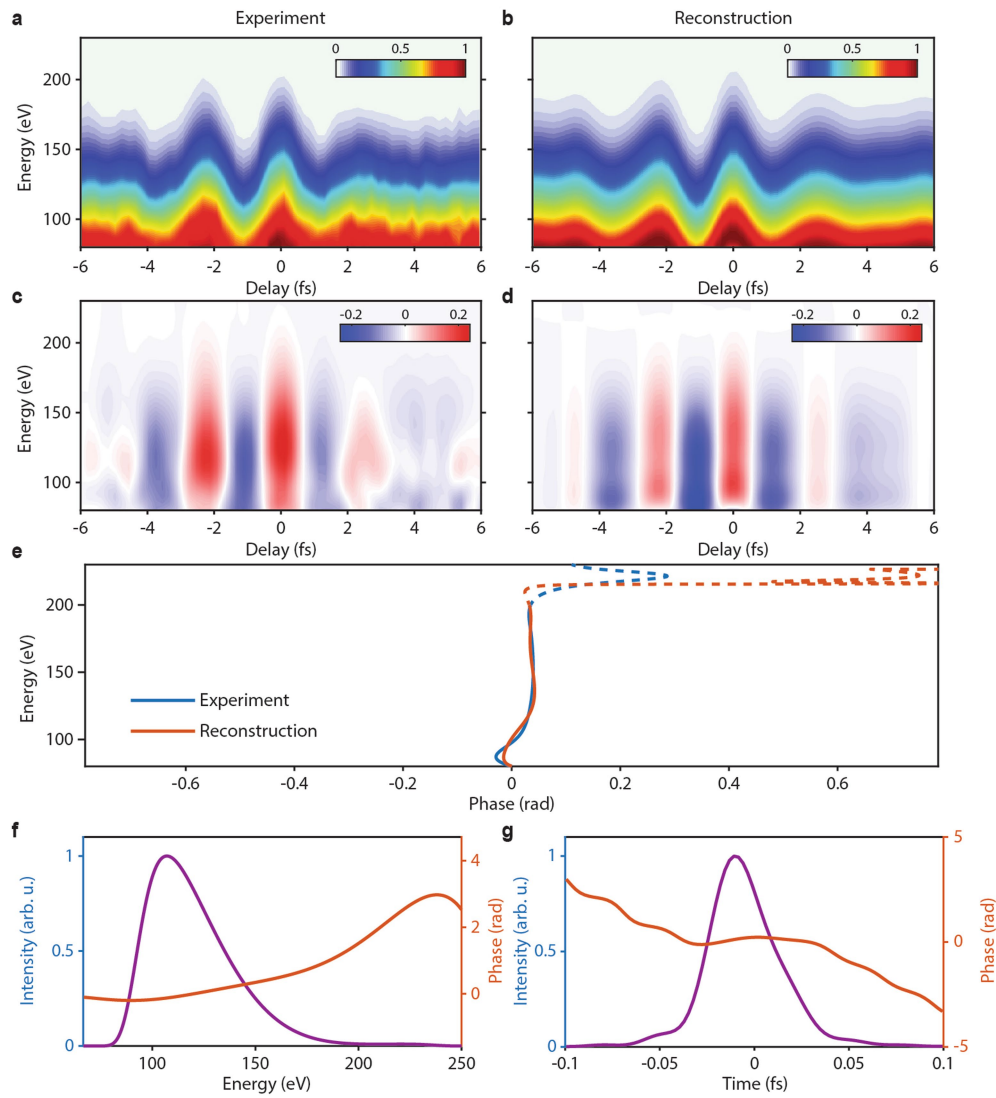 a Experiment b Reconstruction
0 0.5 1 0 0.5 1
200
150
100
Energy (eV)
-6 -4 -2 0 2 4 6 -6 -4 -2 0 2 4 6
Delay (fs) Delay (fs)
c d
-0.2 0 0.2 -0.2 0 0.2
200
150
100
Energy (eV)
-6 -4 -2 0 2 4 6 -6 -4 -2 0 2 4 6
Delay (fs) Delay (fs)
e
200
150
100
Energy (eV)
Experiment
Reconstruction
-0.6 -0.4 -0.2 0 0.2 0.4 0.6
Phase (rad)
f
1
0.5
0
Intensity (arb. u.)
4
2
0
Phase (rad)
100 150 200 250
Energy (eV)
g
1
0.5
0
Intensity (arb. u.)
5
0
-5
Phase (rad)
-0.1 -0.05 0 0.05 0.1
Time (fs)